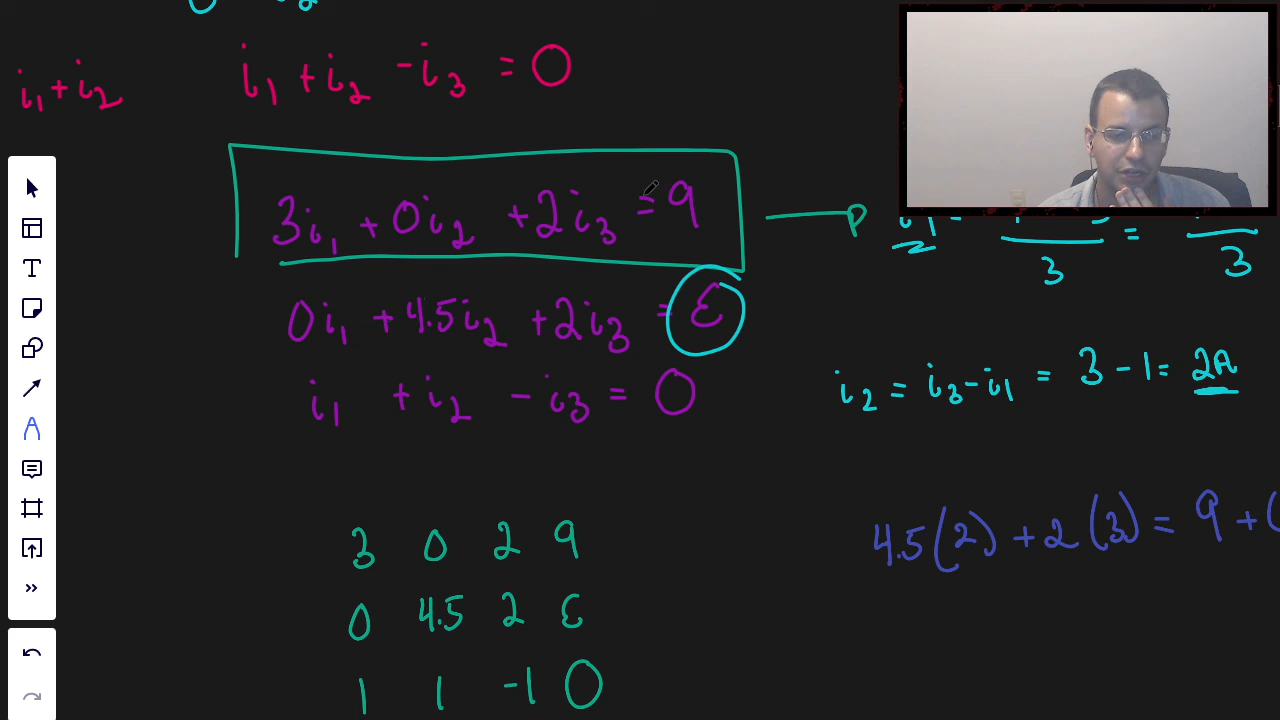 i₁ + i₂ - i₃ = 0
i₁ + i₂
3i₁ + 0i₂ + 2i₃ = 9
0i₁ + 4.5i₂ + 2i₃ = ε
i₁ + i₂ - i₃ = 0
3 0 2 9
0 4.5 2 ε
1 1 -1 0
3 = 3
i₂ = i₃ - i₁ = 3 - 1 = 2A
4.5(2) + 2(3) = 9 + (